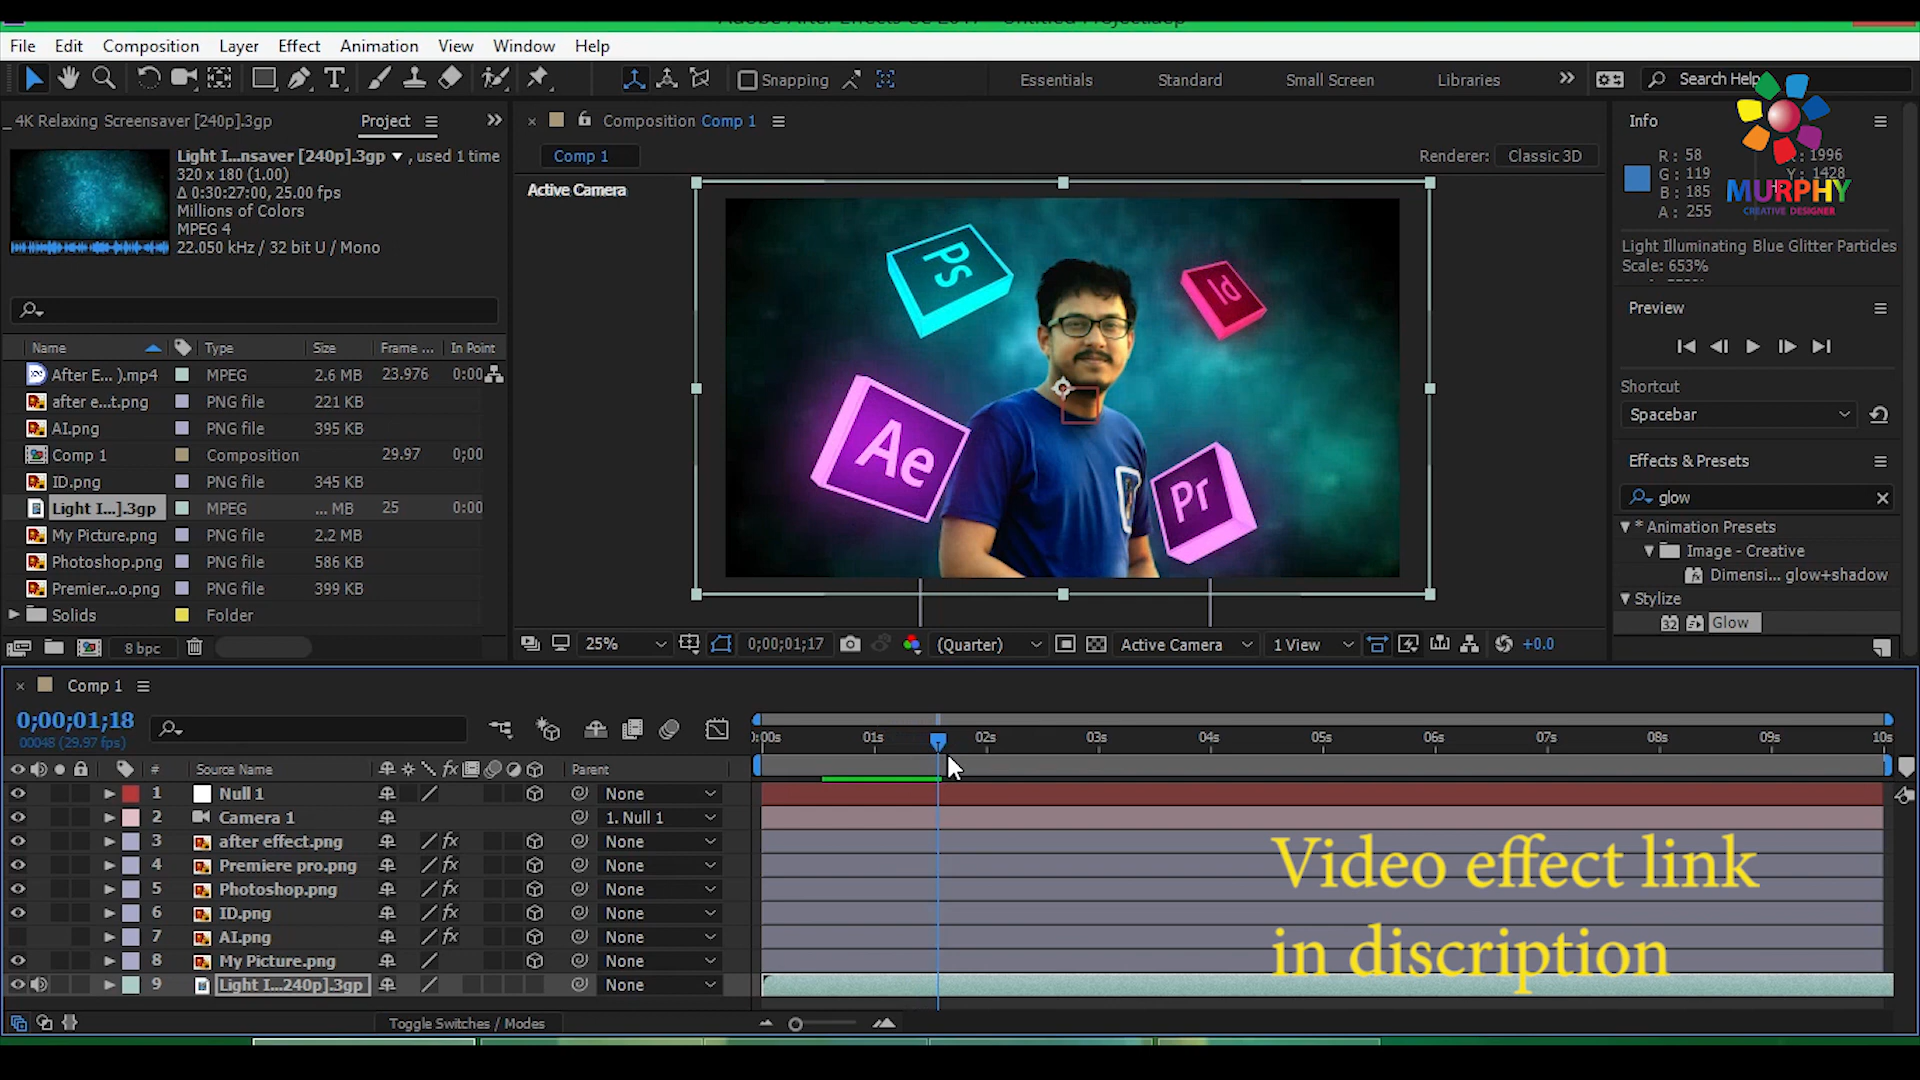 File Edit Composition Layer Effect Animation View Window Help
Snapping Essentials Standard Small Screen Libraries Search Help
_ 4K Relaxing Screensaver [240p].3gp Project
Light I...nsaver [240p].3gp , used 1 time
320 x 180 (1.00)
Δ 0:30:27:00, 25.00 fps
Millions of Colors
MPEG 4
22.050 kHz / 32 bit U / Mono
Name Type Size Frame ... In Point
After E... ).mp4 MPEG 2.6 MB 23.976 0:00
after e...t.png PNG file 221 KB
AI.png PNG file 395 KB
Comp 1 Composition 29.97 0;00
ID.png PNG file 345 KB
Light I...].3gp MPEG ... MB 25 0:00
My Picture.png PNG file 2.2 MB
Photoshop.png PNG file 586 KB
Premier...o.png PNG file 399 KB
Solids Folder
8 bpc
Composition Comp 1
Comp 1 Renderer: Classic 3D
Active Camera
Ps
Id
Ae
Pr
25% 0;00;01;17 (Quarter) Active Camera 1 View +0.0
Info
R : 58
G : 119
B : 185
A : 255
: 1996
Y : 1428
MURPHY
CREATIVE DESIGNER
Light Illuminating Blue Glitter Particles
Scale: 653%
Preview
Shortcut
Spacebar
Effects & Presets
glow
* Animation Presets
Image - Creative
Dimensi... glow+shadow
Stylize
32 Glow
Comp 1
0;00;01;18
00048 (29.97 fps)
:00s 01s 02s 03s 04s 05s 06s 07s 08s 09s 10s
# Source Name fx Parent
1 Null 1 None
2 Camera 1 1. Null 1
3 after effect.png fx None
4 Premiere pro.png fx None
5 Photoshop.png fx None
6 ID.png fx None
7 AI.png fx None
8 My Picture.png None
9 Light I...240p].3gp None
Video effect link
in discription
Toggle Switches / Modes